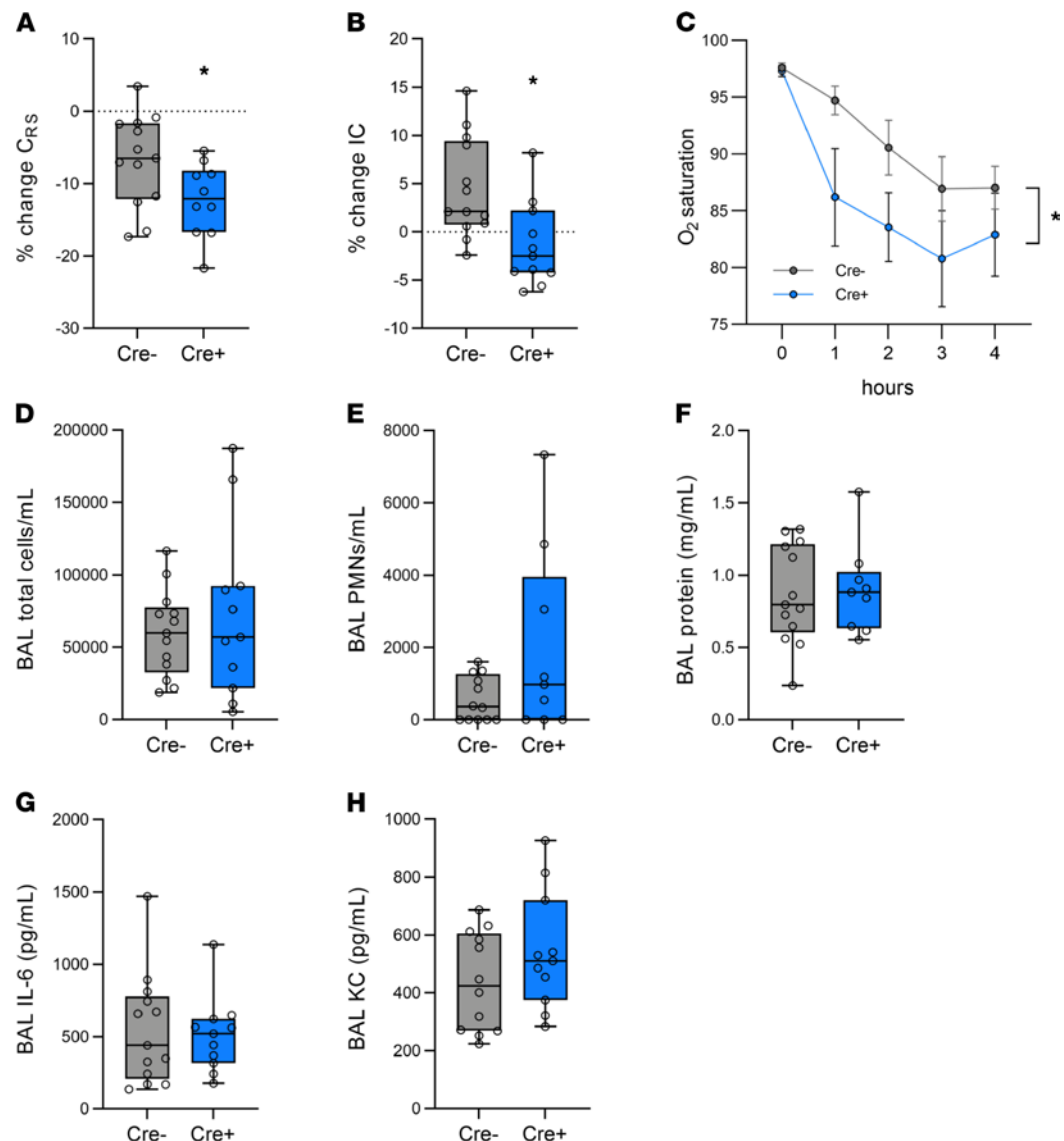 A
% change CRS
10
0
-10
-20
-30
*
Cre- Cre+
B
% change IC
20
15
10
5
0
-5
-10
*
Cre- Cre+
C
O2 saturation
100
95
90
85
80
75
Cre-
Cre+
*
0 1 2 3 4
hours
D
BAL total cells/mL
200000
150000
100000
50000
0
Cre- Cre+
E
BAL PMNs/mL
8000
6000
4000
2000
0
Cre- Cre+
F
BAL protein (mg/mL)
2.0
1.5
1.0
0.5
0.0
Cre- Cre+
G
BAL IL-6 (pg/mL)
2000
1500
1000
500
0
Cre- Cre+
H
BAL KC (pg/mL)
1000
800
600
400
200
0
Cre- Cre+